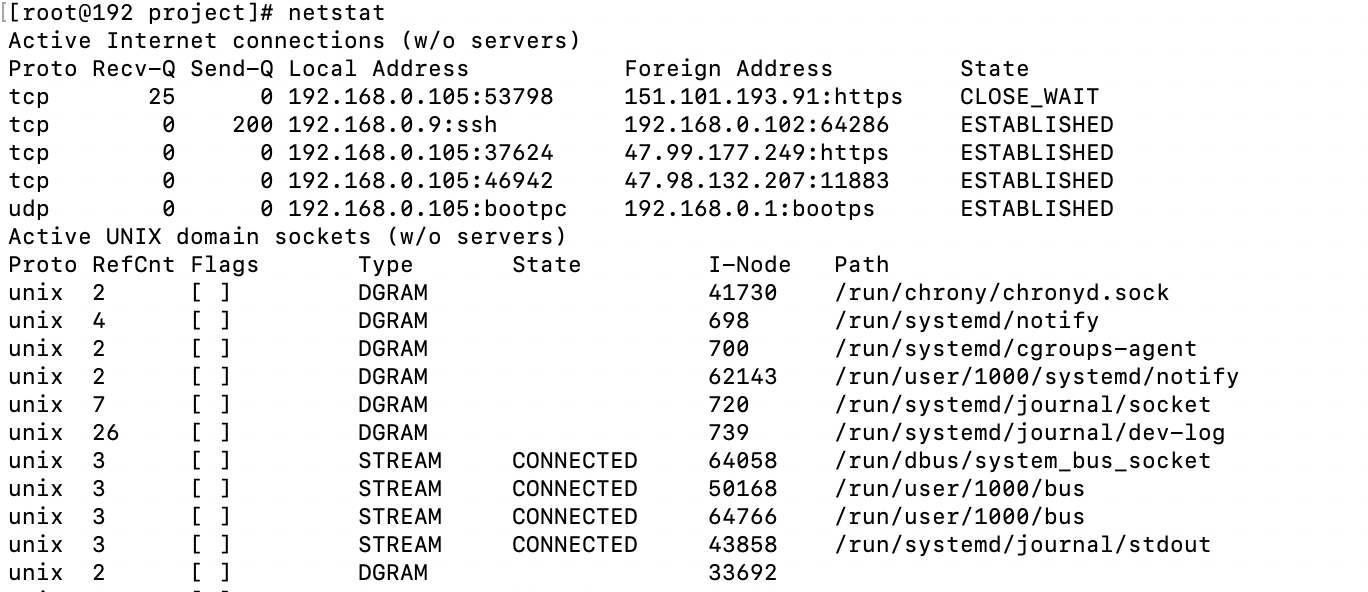 [[root@192 project]# netstat
Active Internet connections (w/o servers)
Proto Recv-Q Send-Q Local Address           Foreign Address         State
tcp       25      0 192.168.0.105:53798     151.101.193.91:https    CLOSE_WAIT
tcp        0    200 192.168.0.9:ssh         192.168.0.102:64286     ESTABLISHED
tcp        0      0 192.168.0.105:37624     47.99.177.249:https     ESTABLISHED
tcp        0      0 192.168.0.105:46942     47.98.132.207:11883     ESTABLISHED
udp        0      0 192.168.0.105:bootpc    192.168.0.1:bootps      ESTABLISHED
Active UNIX domain sockets (w/o servers)
Proto RefCnt Flags       Type       State         I-Node   Path
unix  2      [ ]         DGRAM                    41730    /run/chrony/chronyd.sock
unix  4      [ ]         DGRAM                    698      /run/systemd/notify
unix  2      [ ]         DGRAM                    700      /run/systemd/cgroups-agent
unix  2      [ ]         DGRAM                    62143    /run/user/1000/systemd/notify
unix  7      [ ]         DGRAM                    720      /run/systemd/journal/socket
unix  26     [ ]         DGRAM                    739      /run/systemd/journal/dev-log
unix  3      [ ]         STREAM     CONNECTED     64058    /run/dbus/system_bus_socket
unix  3      [ ]         STREAM     CONNECTED     50168    /run/user/1000/bus
unix  3      [ ]         STREAM     CONNECTED     64766    /run/user/1000/bus
unix  3      [ ]         STREAM     CONNECTED     43858    /run/systemd/journal/stdout
unix  2      [ ]         DGRAM                    33692